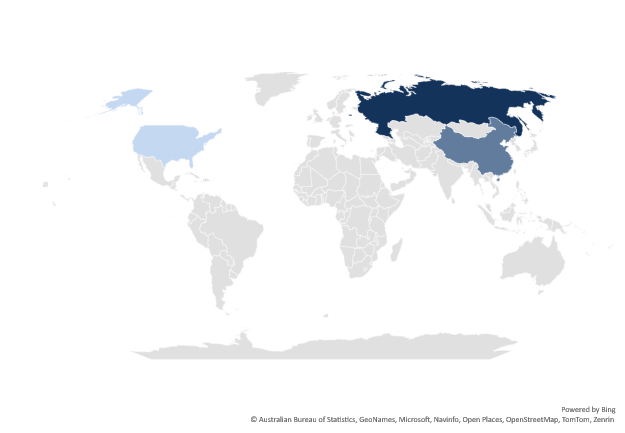 Powered by Bing
© Australian Bureau of Statistics, GeoNames, Microsoft, Navinfo, Open Places, OpenStreetMap, TomTom, Zenrin